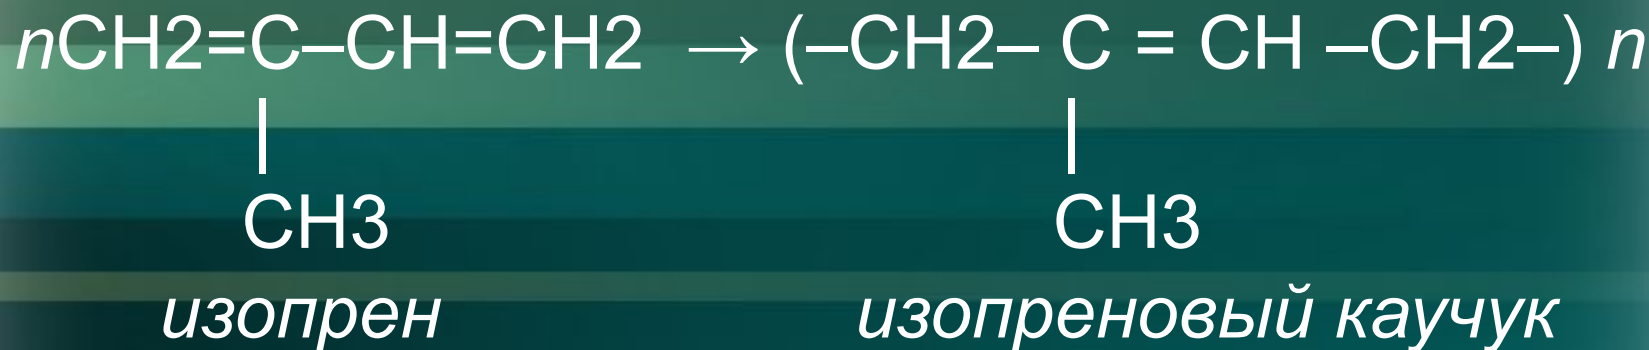 nCH2=C–CH=CH2 → (–CH2– C = CH –CH2–) n
| |
CH3 CH3
изопрен изопреновый каучук